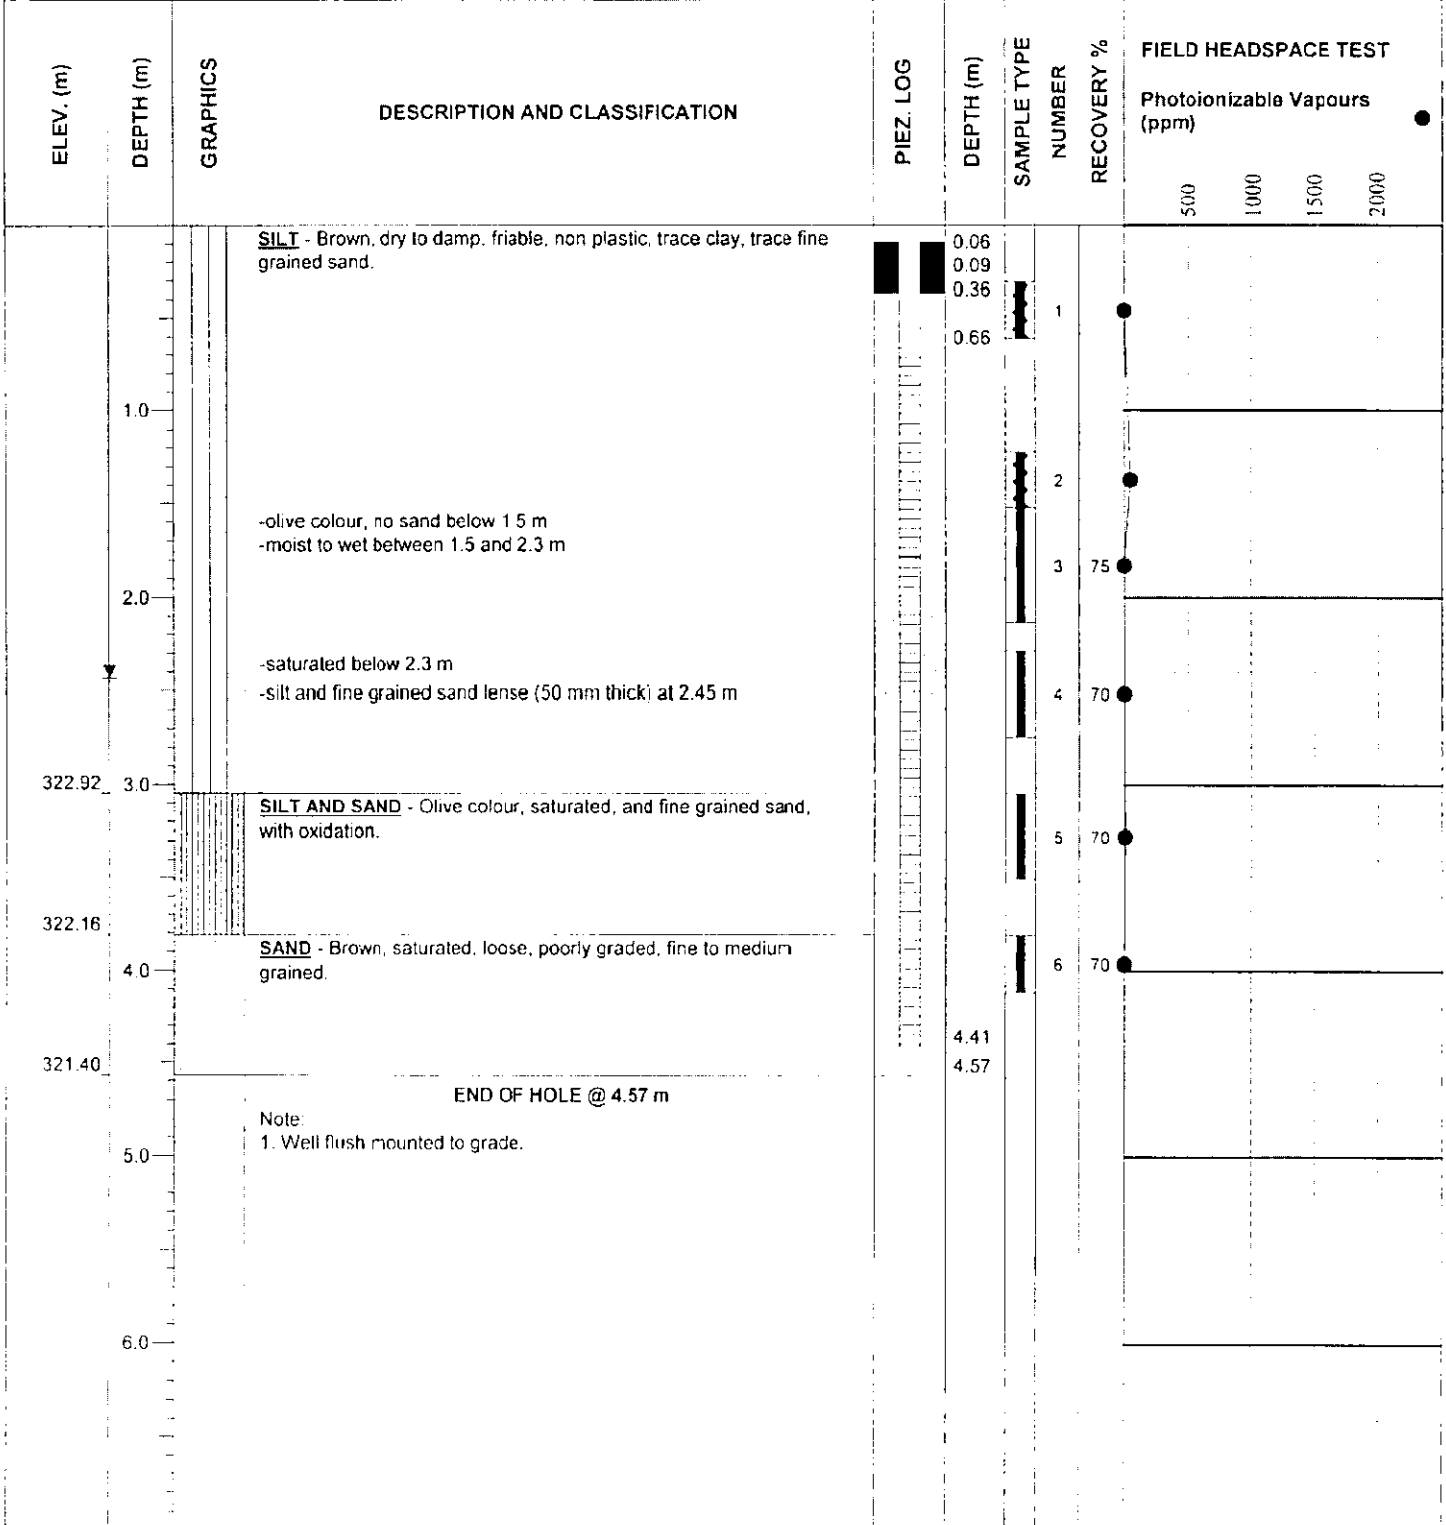 ELEV. (m)
DEPTH (m)
GRAPHICS
DESCRIPTION AND CLASSIFICATION
PIEZ. LOG
DEPTH (m)
SAMPLE TYPE
NUMBER
RECOVERY %
FIELD HEADSPACE TEST
Photoionizable Vapours
(ppm)
500
1000
1500
2000
SILT - Brown, dry to damp, friable, non plastic, trace clay, trace fine
grained sand.
0.06
0.09
0.36
1
0.66
1.0
2
-olive colour, no sand below 1 5 m
-moist to wet between 1.5 and 2.3 m
3 75
2.0
-saturated below 2.3 m
-silt and fine grained sand lense (50 mm thick) at 2.45 m
4 70
322.92 3.0
SILT AND SAND - Olive colour, saturated, and fine grained sand,
with oxidation.
5 70
322.16
SAND - Brown, saturated, loose, poorly graded, fine to medium
grained.
4.0
6 70
4.41
321.40
4.57
END OF HOLE @ 4.57 m
Note:
1. Well flush mounted to grade.
5.0
6.0